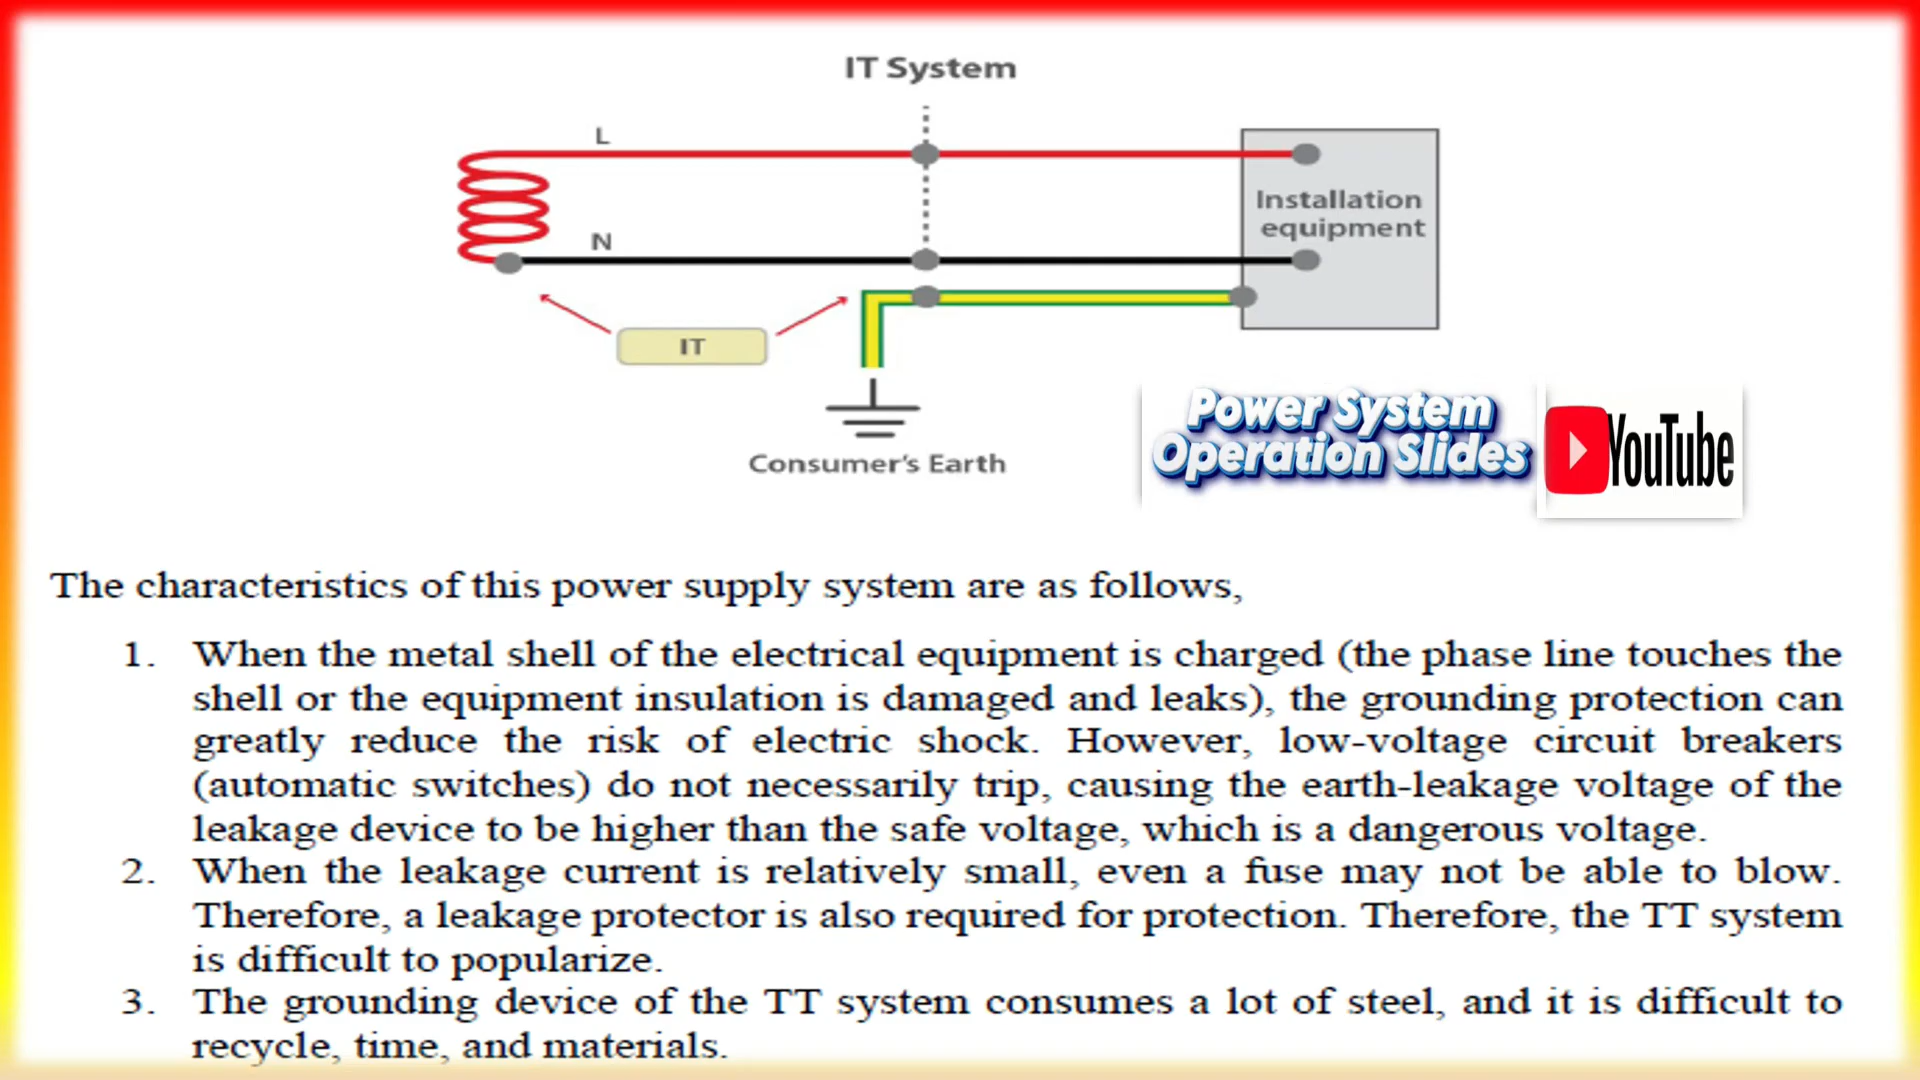 IT System
L
Installation
equipment
N
IT
Consumer's Earth
Power System
Operation Slides
YouTube
The characteristics of this power supply system are as follows,
1. When the metal shell of the electrical equipment is charged (the phase line touches the
shell or the equipment insulation is damaged and leaks), the grounding protection can
greatly reduce the risk of electric shock. However, low-voltage circuit breakers
(automatic switches) do not necessarily trip, causing the earth-leakage voltage of the
leakage device to be higher than the safe voltage, which is a dangerous voltage.
2. When the leakage current is relatively small, even a fuse may not be able to blow.
Therefore, a leakage protector is also required for protection. Therefore, the TT system
is difficult to popularize.
3. The grounding device of the TT system consumes a lot of steel, and it is difficult to
recycle, time, and materials.